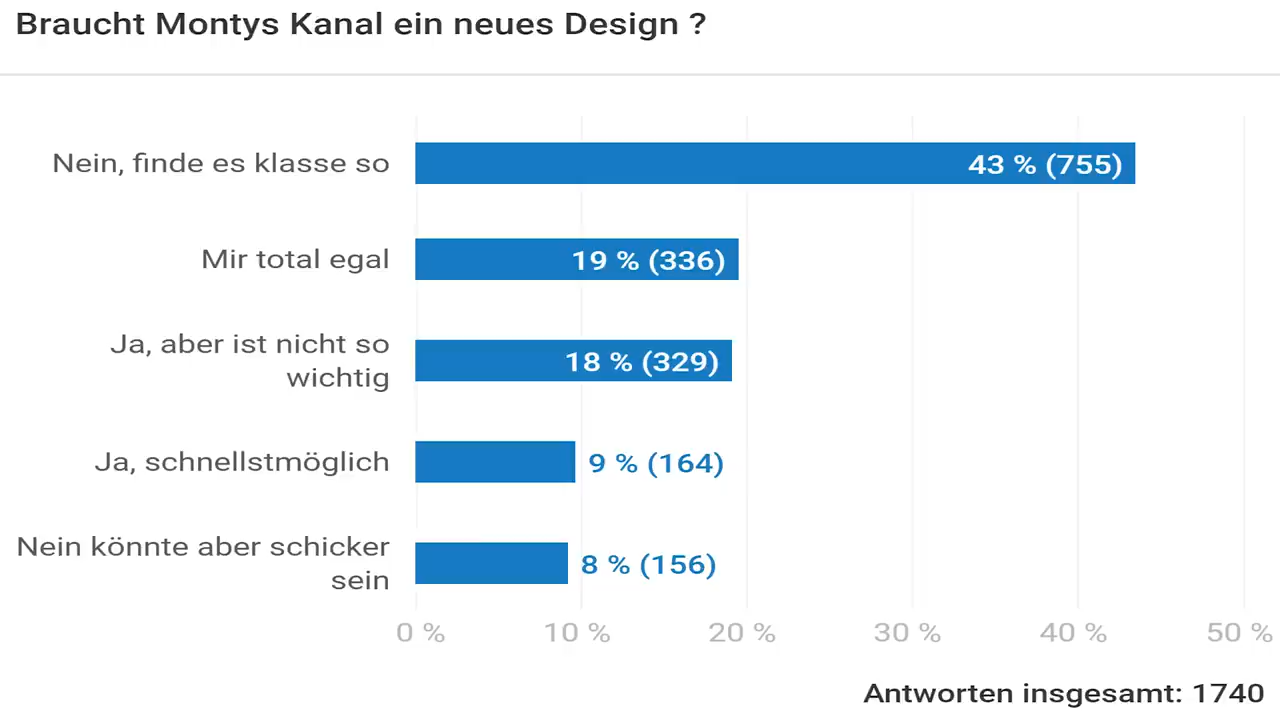 Braucht Montys Kanal ein neues Design ?
Nein, finde es klasse so
43 % (755)
Mir total egal
19 % (336)
Ja, aber ist nicht so
wichtig
18 % (329)
Ja, schnellstmöglich
9 % (164)
Nein könnte aber schicker
sein
8 % (156)
0 % 10 % 20 % 30 % 40 % 50 %
Antworten insgesamt: 1740